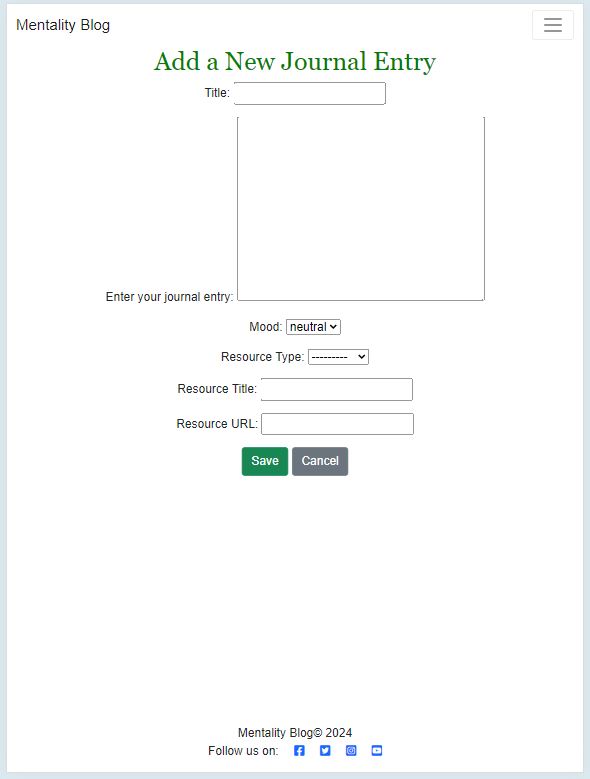 Mentality Blog
Add a New Journal Entry
Title:
Enter your journal entry:
Mood: neutral
Resource Type: ---------
Resource Title:
Resource URL:
Save Cancel
Mentality Blog© 2024
Follow us on: